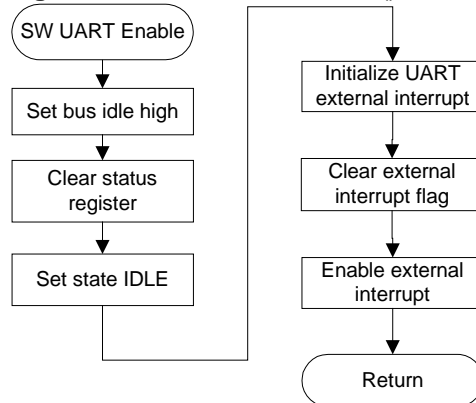 SW UART Enable
Set bus idle high
Clear status
register
Set state IDLE
Initialize UART
external interrupt
Clear external
interrupt flag
Enable external
interrupt
Return